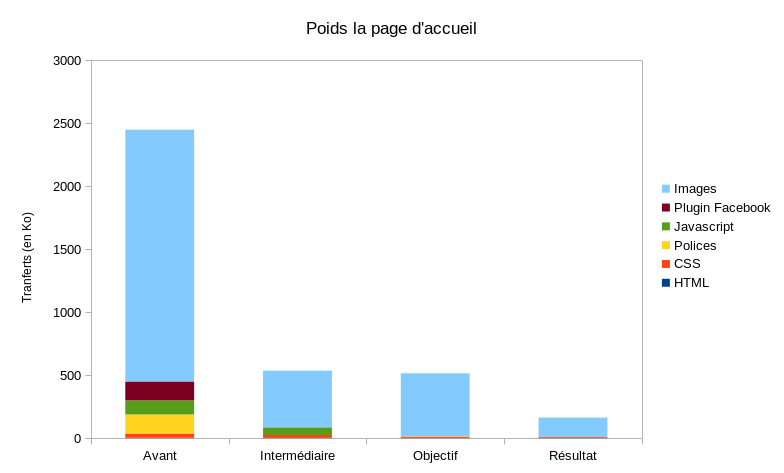 Poids la page d'accueil
3000
2500
2000
1500
1000
500
0
Tranferts (en Ko)
Avant
Intermédiaire
Objectif
Résultat
Images
Plugin Facebook
Javascript
Polices
CSS
HTML